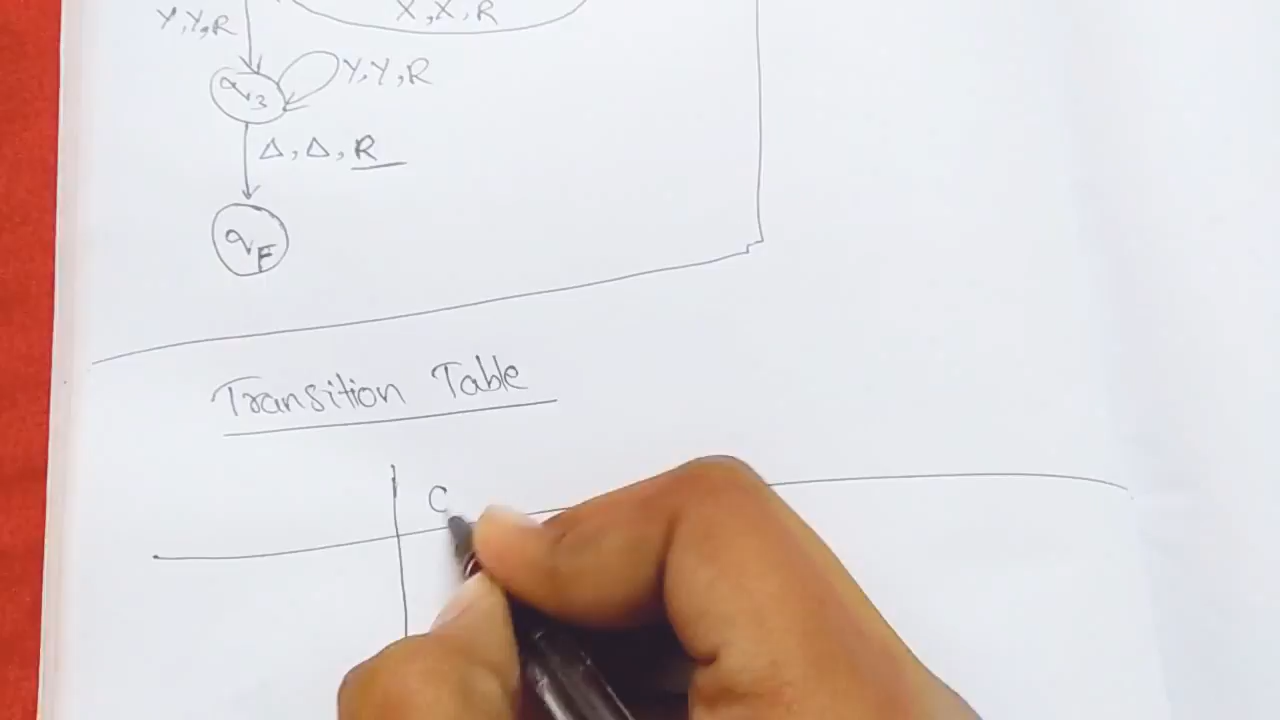 X, X, R
Y, Y, R
q3
Y, Y, R
Δ, Δ, R
qF
Transition Table